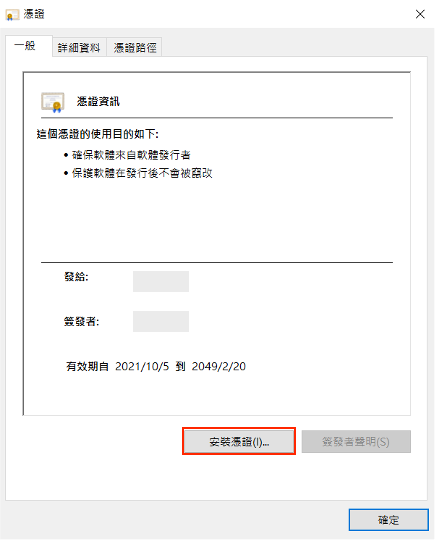 憑證
一般
詳細資料
憑證路徑
憑證資訊
這個憑證的使用目的如下:
• 確保軟體來自軟體發行者
• 保護軟體在發行後不會被竄改
發給:
簽發者:
有效期自 2021/10/5 到 2049/2/20
安裝憑證(I)...
簽發者聲明(S)
確定